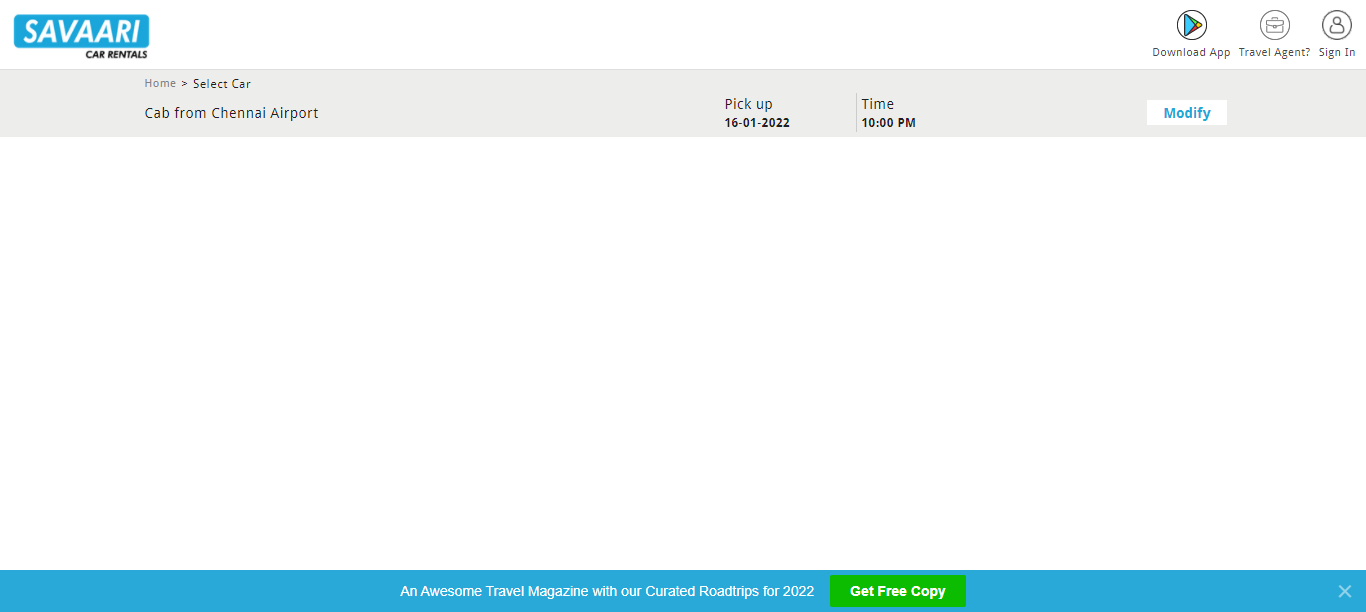 SAVAARI
CAR RENTALS
Download App
Travel Agent?
Sign In
Home > Select Car
Cab from Chennai Airport
Pick up
16-01-2022
Time
10:00 PM
Modify
An Awesome Travel Magazine with our Curated Roadtrips for 2022
Get Free Copy